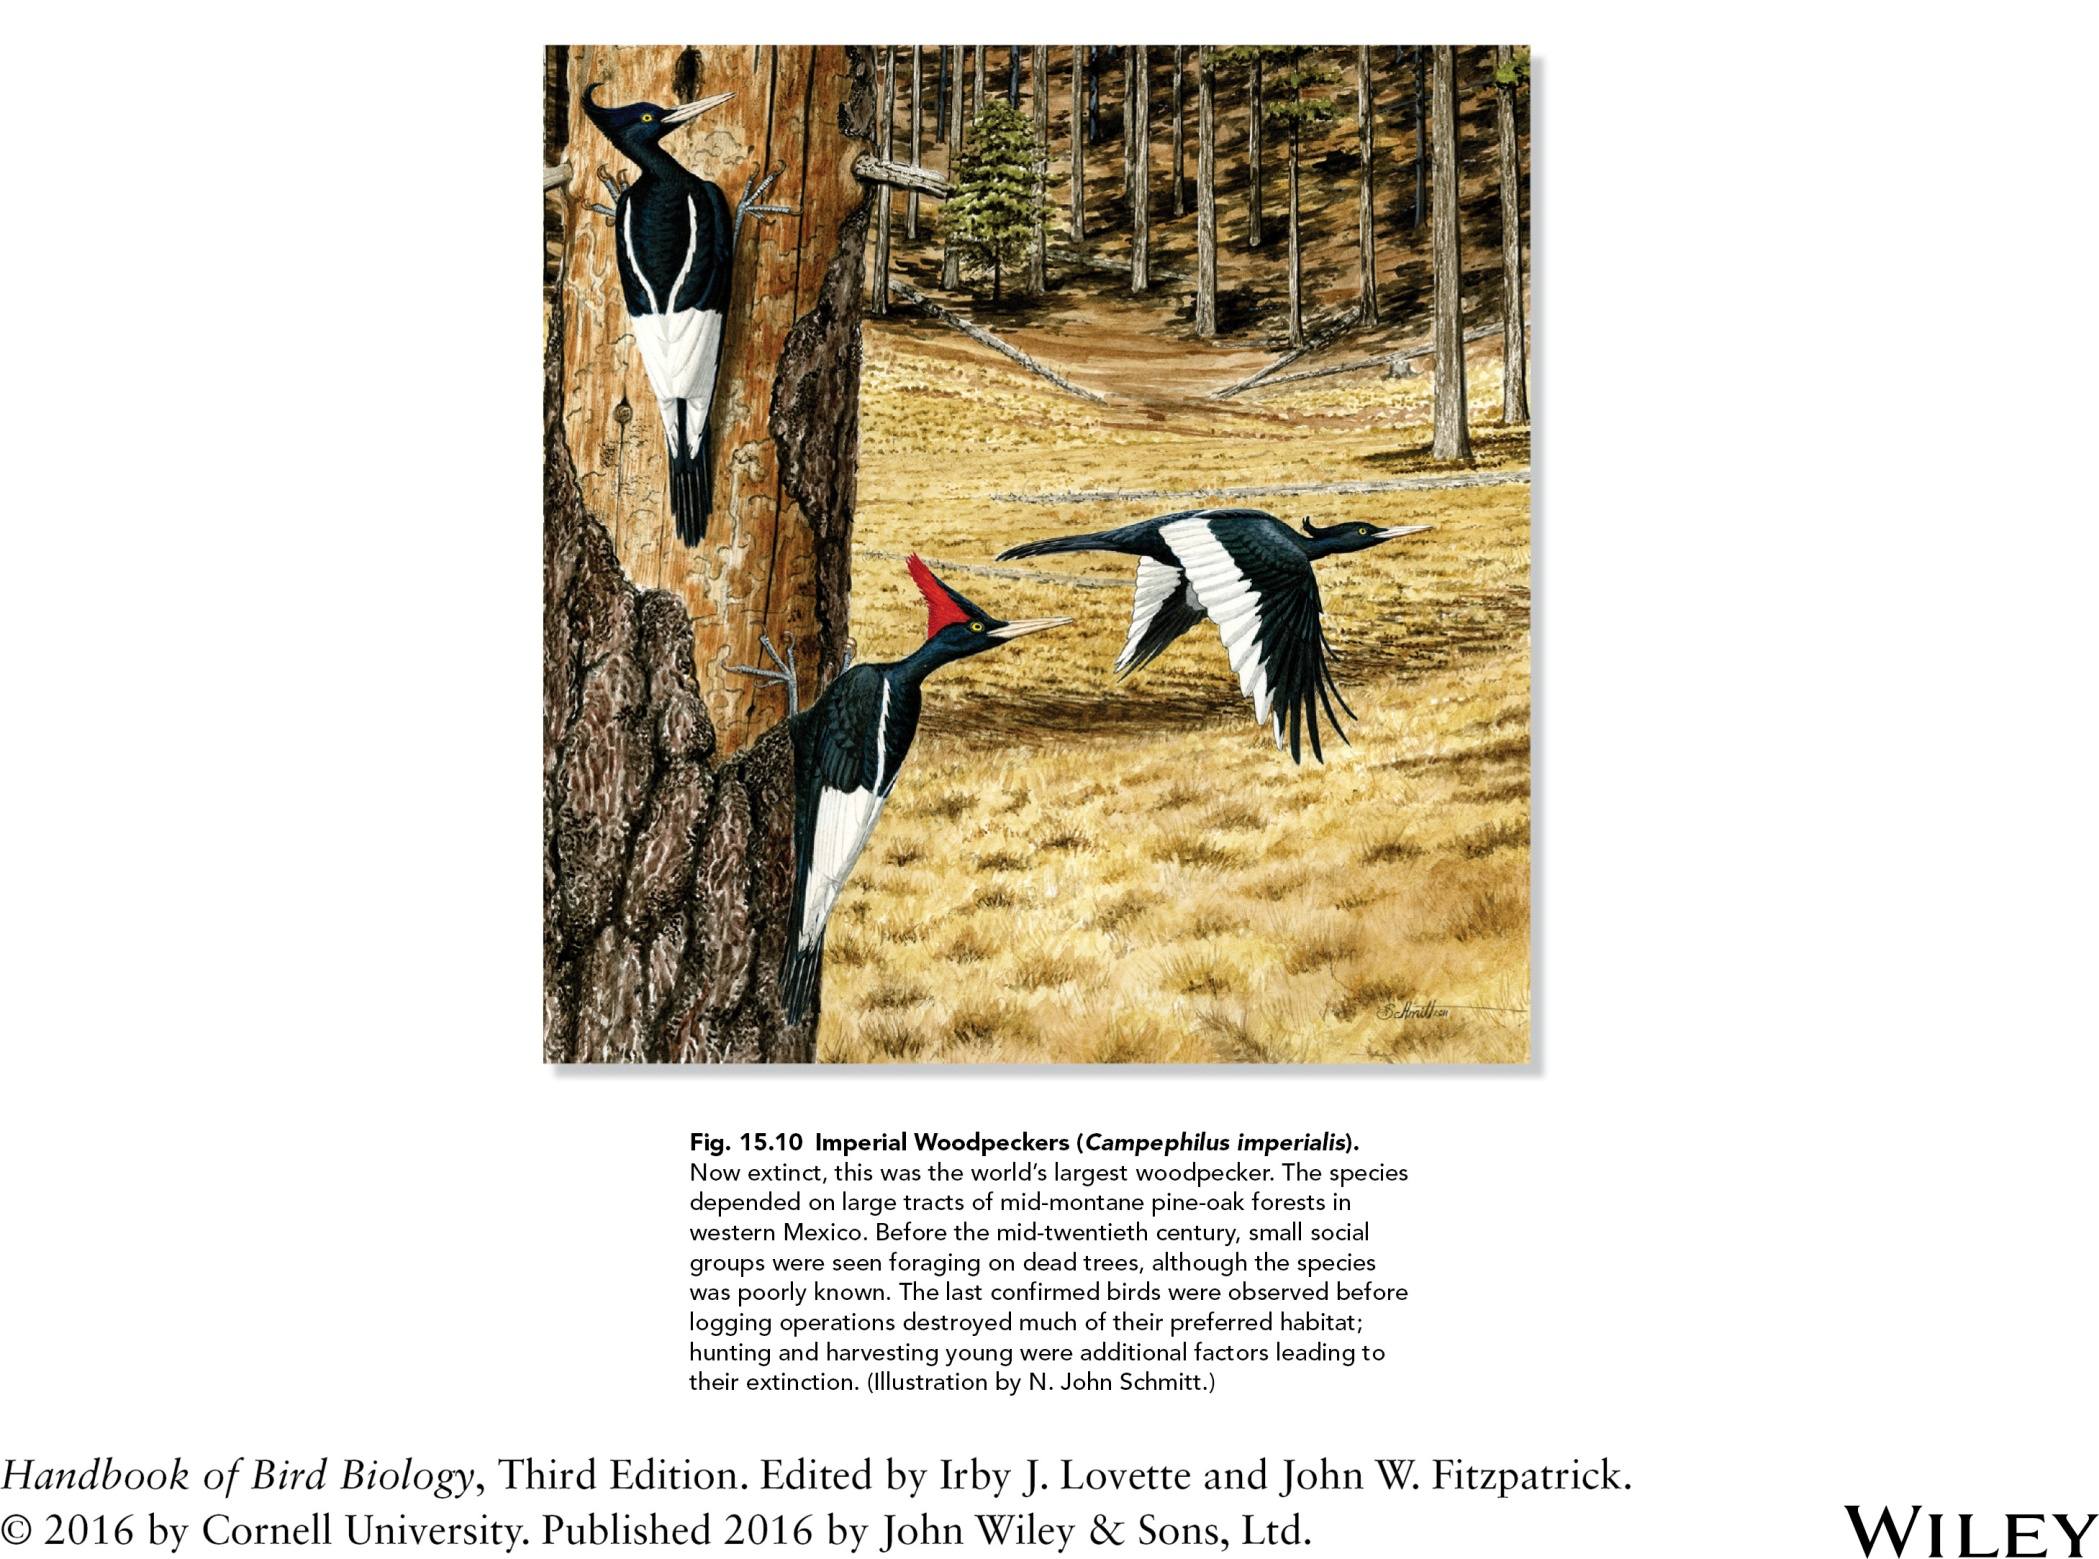 Schmitt 2011
Fig. 15.10 Imperial Woodpeckers (Campephilus imperialis).
Now extinct, this was the world’s largest woodpecker. The species
depended on large tracts of mid-montane pine-oak forests in
western Mexico. Before the mid-twentieth century, small social
groups were seen foraging on dead trees, although the species
was poorly known. The last confirmed birds were observed before
logging operations destroyed much of their preferred habitat;
hunting and harvesting young were additional factors leading to
their extinction. (Illustration by N. John Schmitt.)
Handbook of Bird Biology, Third Edition. Edited by Irby J. Lovette and John W. Fitzpatrick.
© 2016 by Cornell University. Published 2016 by John Wiley & Sons, Ltd.
WILEY